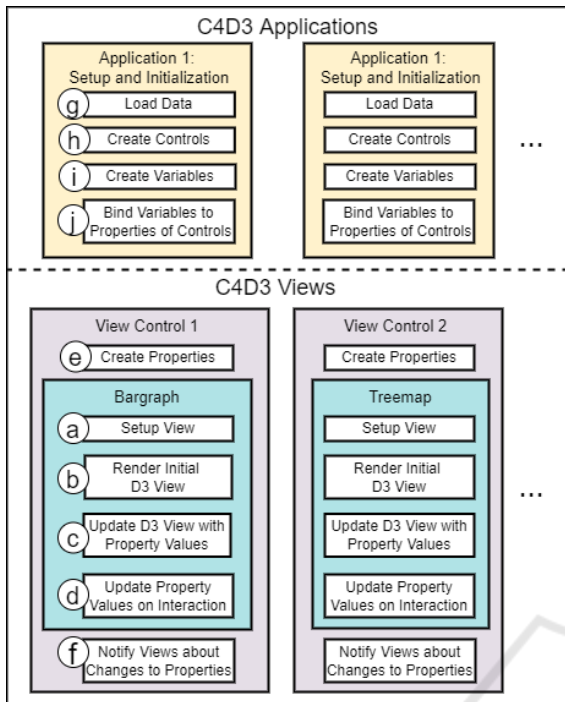 C4D3 Applications
Application 1:
Setup and Initialization
g
Load Data
h
Create Controls
i
Create Variables
j
Bind Variables to
Properties of Controls
Application 1:
Setup and Initialization
Load Data
Create Controls
Create Variables
Bind Variables to
Properties of Controls
...
C4D3 Views
View Control 1
e
Create Properties
Bargraph
a
Setup View
b
Render Initial
D3 View
c
Update D3 View with
Property Values
d
Update Property
Values on Interaction
f
Notify Views about
Changes to Properties
View Control 2
Create Properties
Treemap
Setup View
Render Initial
D3 View
Update D3 View with
Property Values
Update Property
Values on Interaction
Notify Views about
Changes to Properties
...